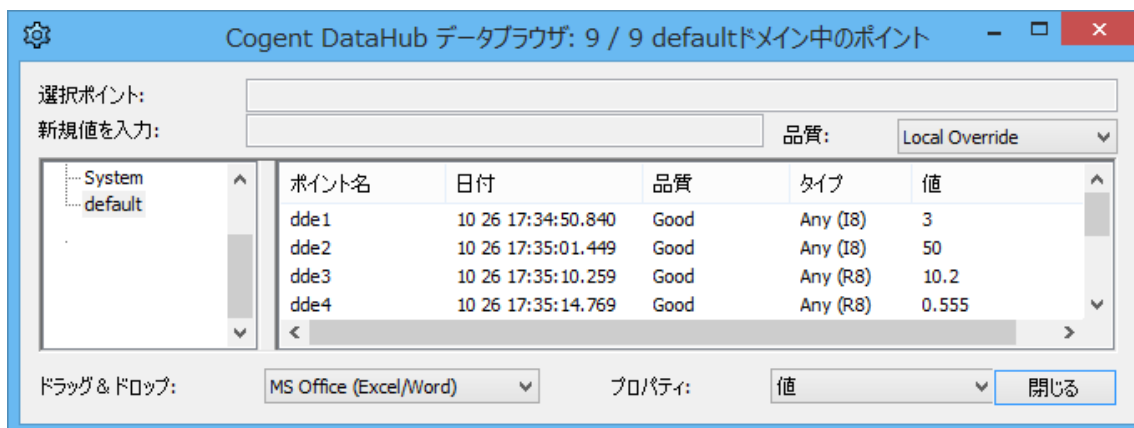 Cogent DataHub データブラウザ: 9 / 9 defaultドメイン中のポイント
選択ポイント:
新規値を入力: 品質: Local Override
System
default
ポイント名 日付 品質 タイプ 値
dde1 10 26 17:34:50.840 Good Any (I8) 3
dde2 10 26 17:35:01.449 Good Any (I8) 50
dde3 10 26 17:35:10.259 Good Any (R8) 10.2
dde4 10 26 17:35:14.769 Good Any (R8) 0.555
ドラッグ & ドロップ: MS Office (Excel/Word) プロパティ: 値 閉じる